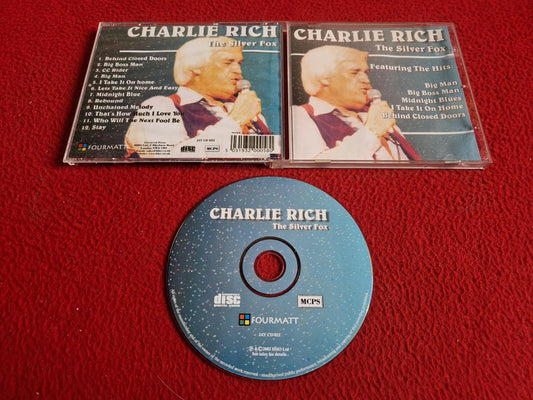 CHARLIE RICH
The Silver Fox
1. Behind Closed Doors
2. Big Boss Man
3. CC Rider
4. Big Man
5. I Take It On home
6. Lets Take It Nice And Easy
7. Midnight Blue
8. Rebound
9. Unchained Melody
10. That's How Much I Love You
11. Who Will The Next Fool Be
12. Stay
FOURMATT
disc
MCPS
CHARLIE RICH
The Silver Fox
Featuring The Hits
Big Man
Big Boss Man
Midnight Blues
I Take It On Home
Behind Closed Doors
CHARLIE RICH
The Silver Fox
disc
MCPS
FOURMATT